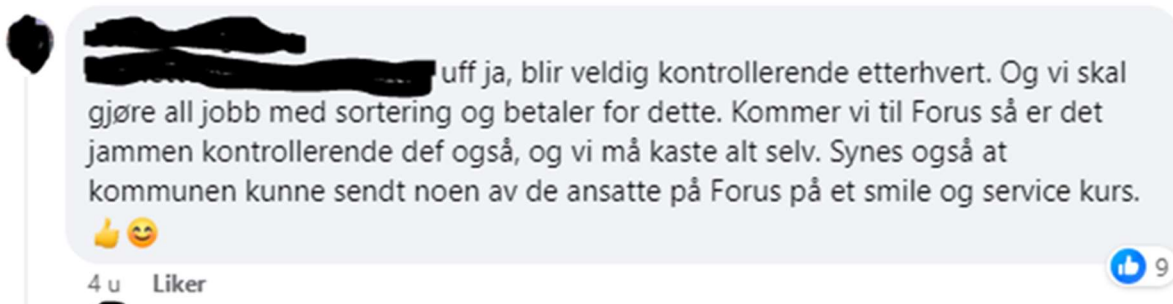 uff ja, blir veldig kontrollerende etterhvert. Og vi skal
gjøre all jobb med sortering og betaler for dette. Kommer vi til Forus så er det
jammen kontrollerende def også, og vi må kaste alt selv. Synes også at
kommunen kunne sendt noen av de ansatte på Forus på et smile og service kurs.
👍😊
9
4 u Liker